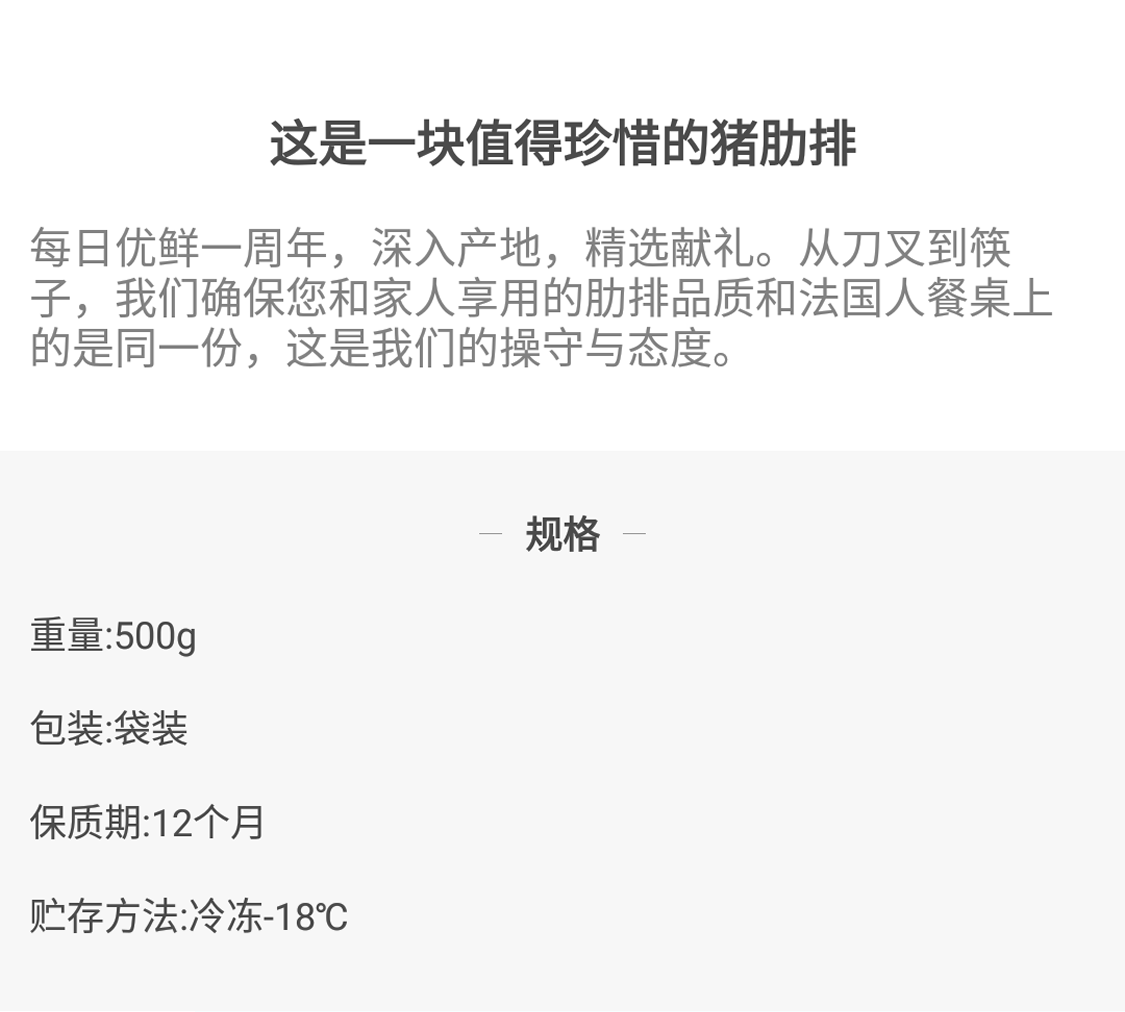 这是一块值得珍惜的猪肋排
每日优鲜一周年，深入产地，精选献礼。从刀叉到筷
子，我们确保您和家人享用的肋排品质和法国人餐桌上
的是同一份，这是我们的操守与态度。
规格
重量:500g
包装:袋装
保质期:12个月
贮存方法:冷冻-18℃